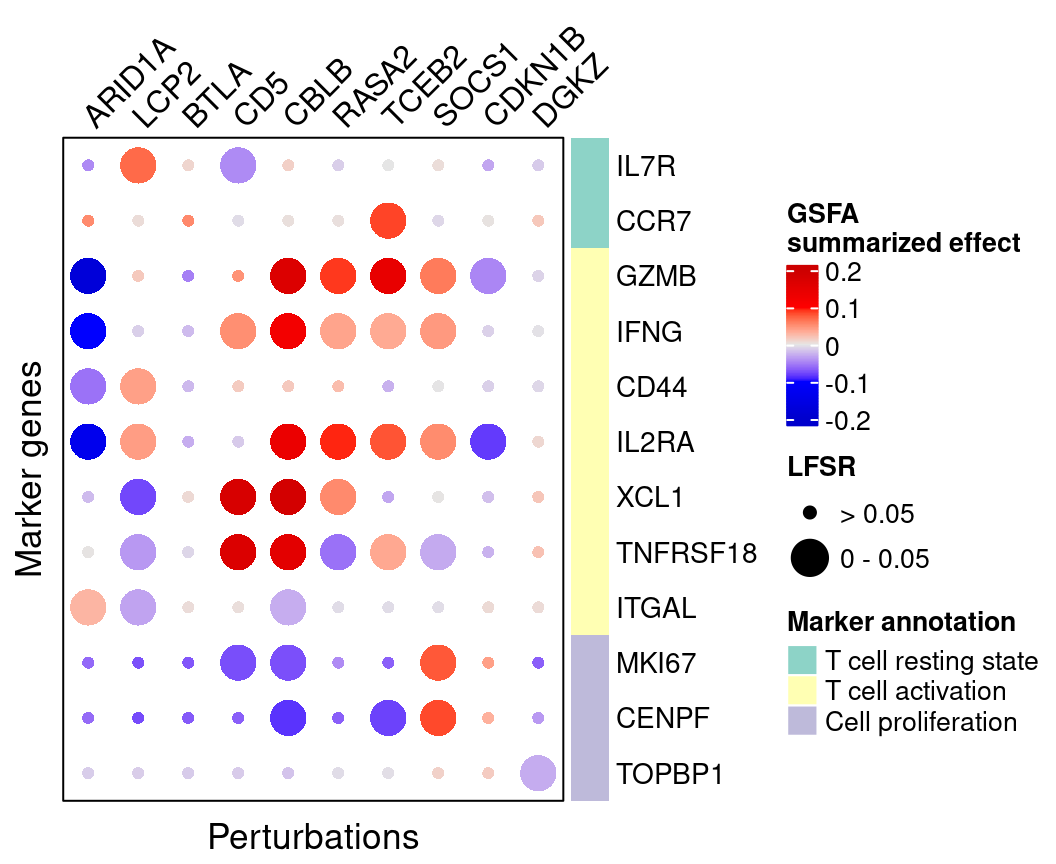 ARID1A
LCP2
BTLA
CD5
CBLB
RASA2
TCEB2
SOCS1
CDKN1B
DGKZ
Marker genes
IL7R
CCR7
GZMB
IFNG
CD44
IL2RA
XCL1
TNFRSF18
ITGAL
MKI67
CENPF
TOPBP1
Perturbations
GSFA
summarized effect
0.2
0.1
0
-0.1
-0.2
LFSR
> 0.05
0 - 0.05
Marker annotation
T cell resting state
T cell activation
Cell proliferation